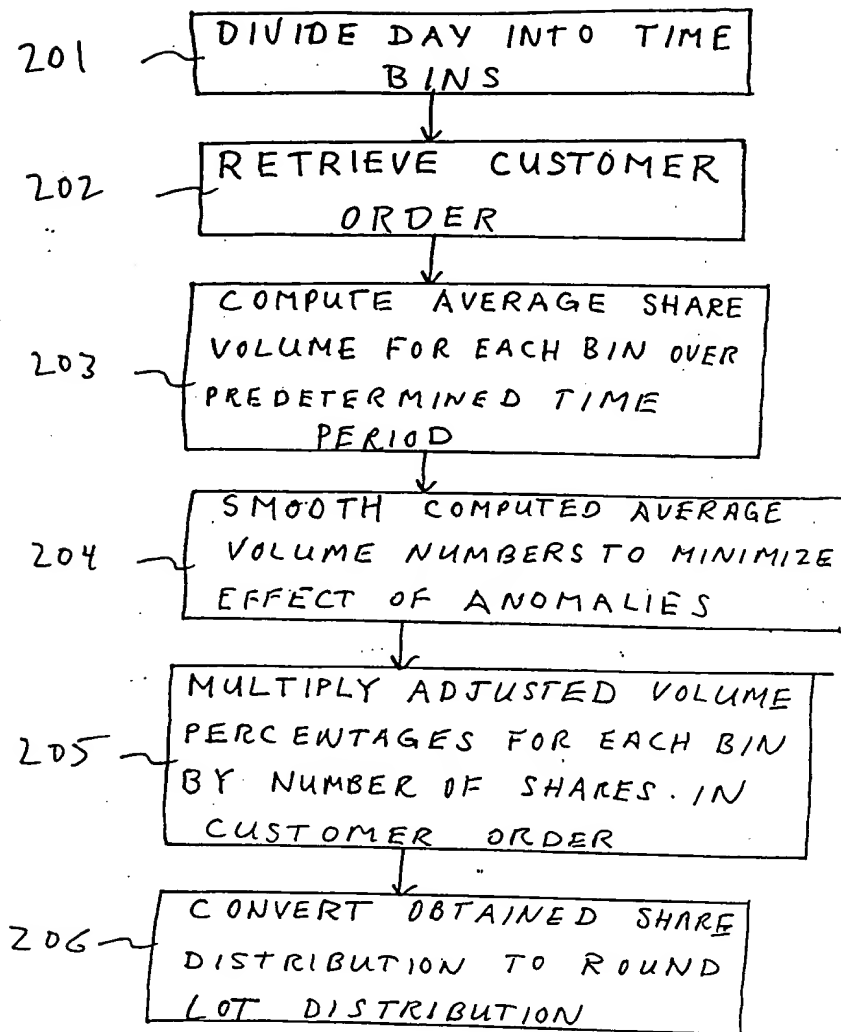 201
DIVIDE DAY INTO TIME
BINS
202
RETRIEVE CUSTOMER
ORDER
203
COMPUTE AVERAGE SHARE
VOLUME FOR EACH BIN OVER
PREDETERMINED TIME
PERIOD
204
SMOOTH COMPUTED AVERAGE
VOLUME NUMBERS TO MINIMIZE
EFFECT OF ANOMALIES
205
MULTIPLY ADJUSTED VOLUME
PERCENTAGES FOR EACH BIN
BY NUMBER OF SHARES. IN
CUSTOMER ORDER
206
CONVERT OBTAINED SHARE
DISTRIBUTION TO ROUND
LOT DISTRIBUTION